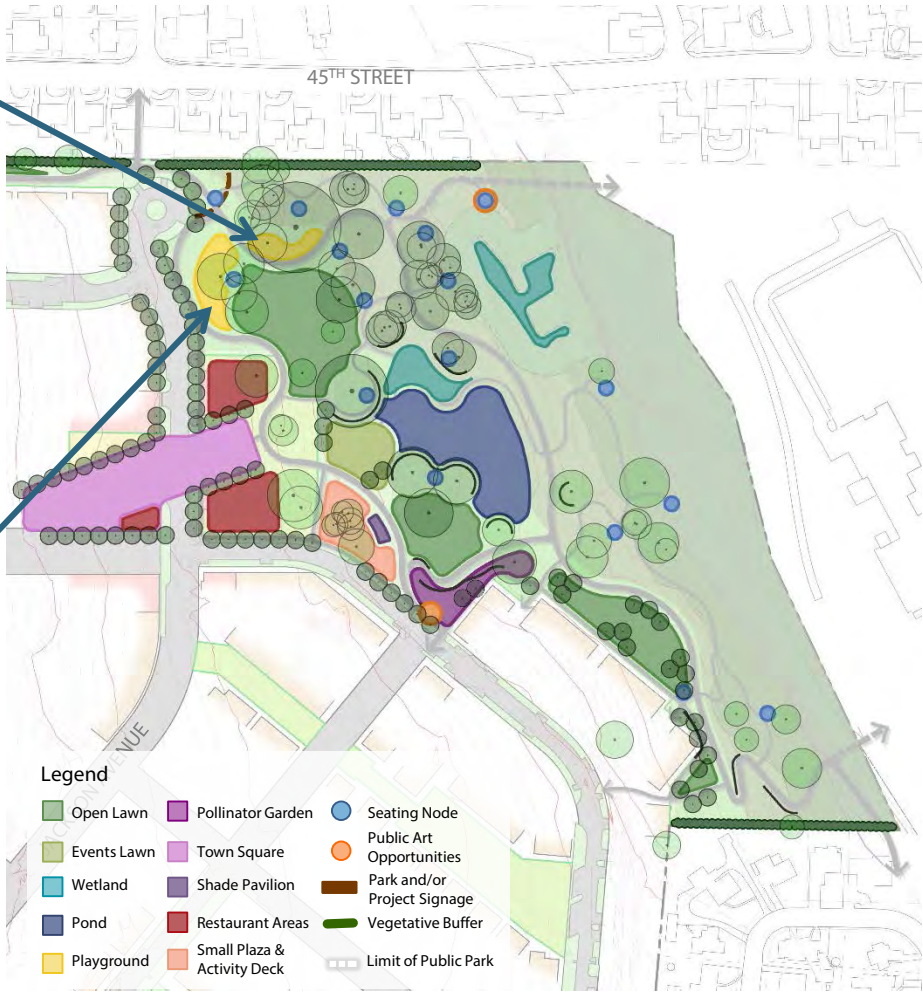 45TH STREET
JACKSON AVENUE
Legend
Open Lawn
Events Lawn
Wetland
Pond
Playground
Pollinator Garden
Town Square
Shade Pavilion
Restaurant Areas
Small Plaza &
Activity Deck
Seating Node
Public Art
Opportunities
Park and/or
Project Signage
Vegetative Buffer
Limit of Public Park